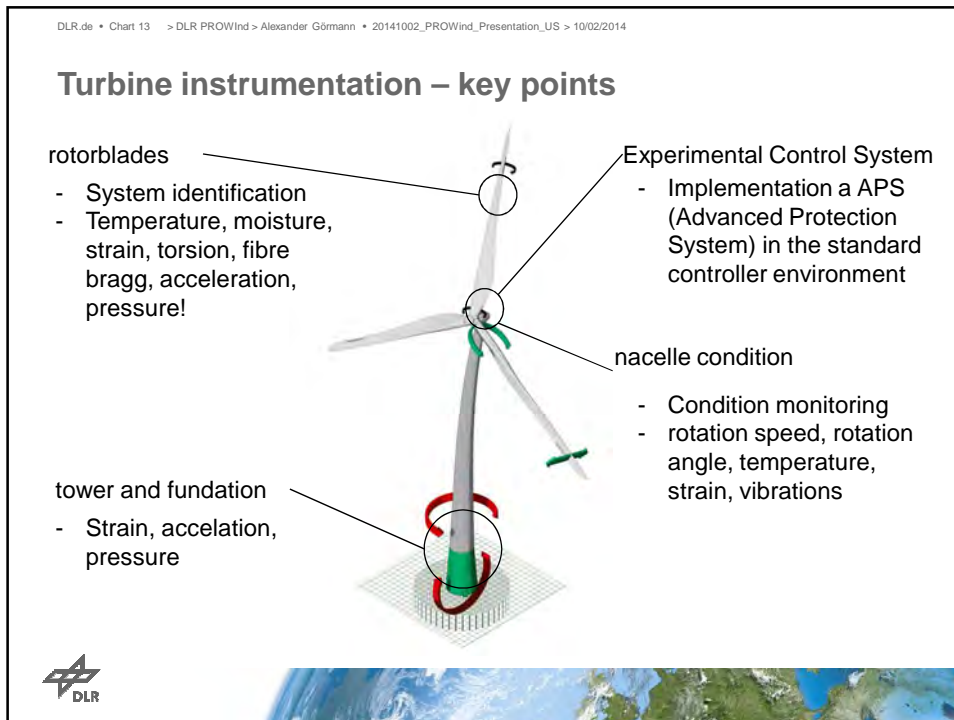 DLR.de • Chart 13 > DLR PROWInd > Alexander Görmann • 20141002_PROWind_Presentation_US > 10/02/2014
Turbine instrumentation – key points
rotorblades
- System identification
- Temperature, moisture,
strain, torsion, fibre
bragg, acceleration,
pressure!
Experimental Control System
- Implementation a APS
(Advanced Protection
System) in the standard
controller environment
nacelle condition
- Condition monitoring
- rotation speed, rotation
angle, temperature,
strain, vibrations
tower and fundation
- Strain, accelation,
pressure
DLR